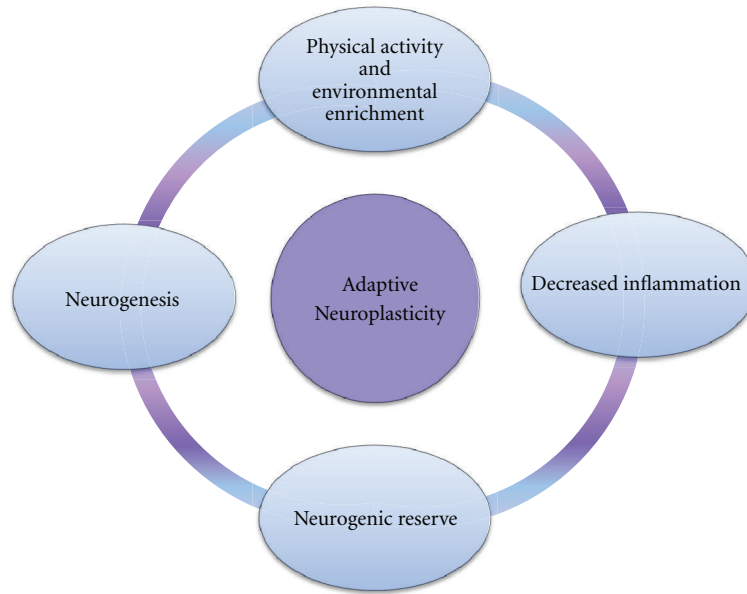 Physical activity
and
environmental
enrichment
Neurogenesis
Adaptive
Neuroplasticity
Decreased inflammation
Neurogenic reserve